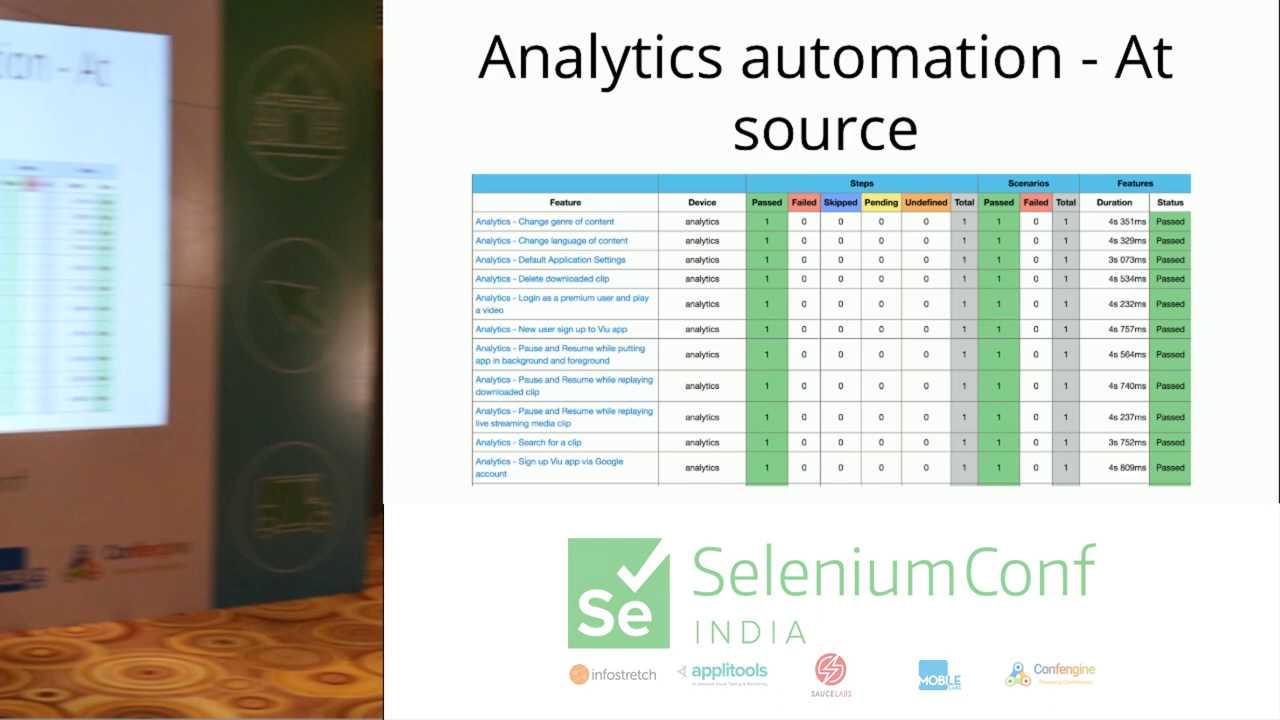 tion - At
Confengine
Analytics automation - At
source
Steps Scenarios Features
Feature Device Passed Failed Skipped Pending Undefined Total Passed Failed Total Duration Status
Analytics - Change genre of content analytics 1 0 0 0 0 1 1 0 1 4s 351ms Passed
Analytics - Change language of content analytics 1 0 0 0 0 1 1 0 1 4s 329ms Passed
Analytics - Default Application Settings analytics 1 0 0 0 0 1 1 0 1 3s 073ms Passed
Analytics - Delete downloaded clip analytics 1 0 0 0 0 1 1 0 1 4s 534ms Passed
Analytics - Login as a premium user and play
a video analytics 1 0 0 0 0 1 1 0 1 4s 232ms Passed
Analytics - New user sign up to Viu app analytics 1 0 0 0 0 1 1 0 1 4s 757ms Passed
Analytics - Pause and Resume while putting
app in background and foreground analytics 1 0 0 0 0 1 1 0 1 4s 564ms Passed
Analytics - Pause and Resume while replaying
downloaded clip analytics 1 0 0 0 0 1 1 0 1 4s 740ms Passed
Analytics - Pause and Resume while replaying
live streaming media clip analytics 1 0 0 0 0 1 1 0 1 4s 237ms Passed
Analytics - Search for a clip analytics 1 0 0 0 0 1 1 0 1 3s 752ms Passed
Analytics - Sign up Viu app via Google
account analytics 1 0 0 0 0 1 1 0 1 4s 809ms Passed
Se
SeleniumConf
INDIA
infostretch
applitools
SAUCELABS
MOBLE
LABS
Confengine